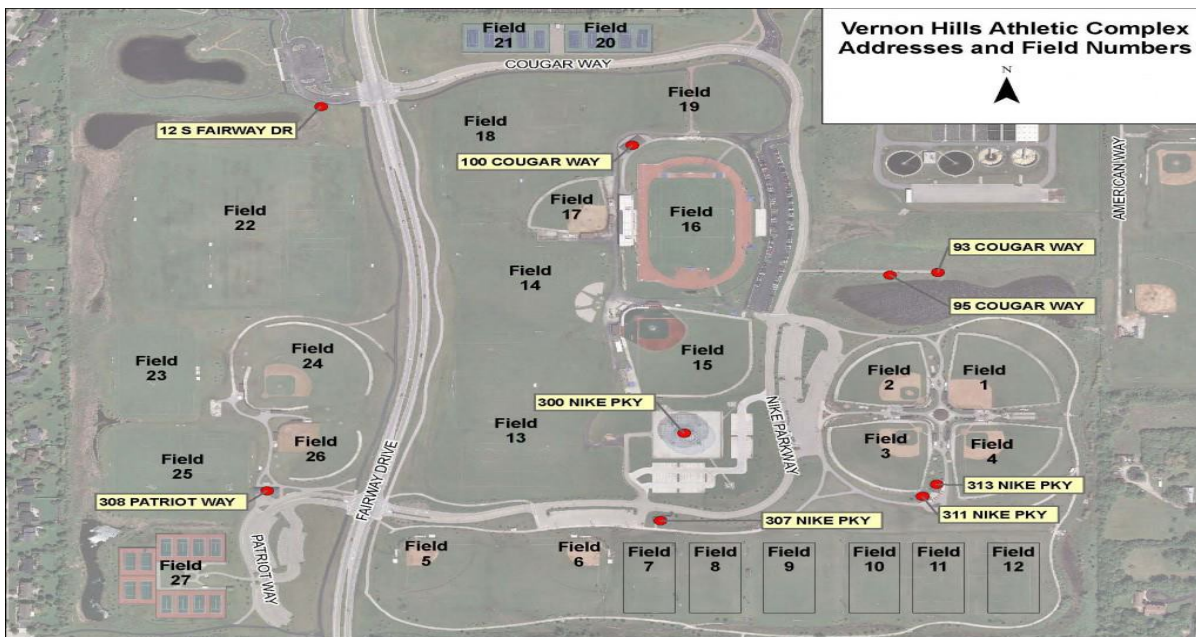 Vernon Hills Athletic Complex
Addresses and Field Numbers
N
Field
21
Field
20
COUGAR WAY
Field
19
12 S FAIRWAY DR
Field
18
100 COUGAR WAY
AMERICAN WAY
Field
17
Field
22
Field
16
93 COUGAR WAY
95 COUGAR WAY
Field
14
Field
15
Field
24
Field
23
Field
2
Field
1
300 NIKE PKY
NIKE PARKWAY
Field
13
Field
3
Field
4
Field
26
Field
25
308 PATRIOT WAY
FAIRWAY DRIVE
313 NIKE PKY
311 NIKE PKY
307 NIKE PKY
PATRIOT WAY
Field
27
Field
5
Field
6
Field
7
Field
8
Field
9
Field
10
Field
11
Field
12